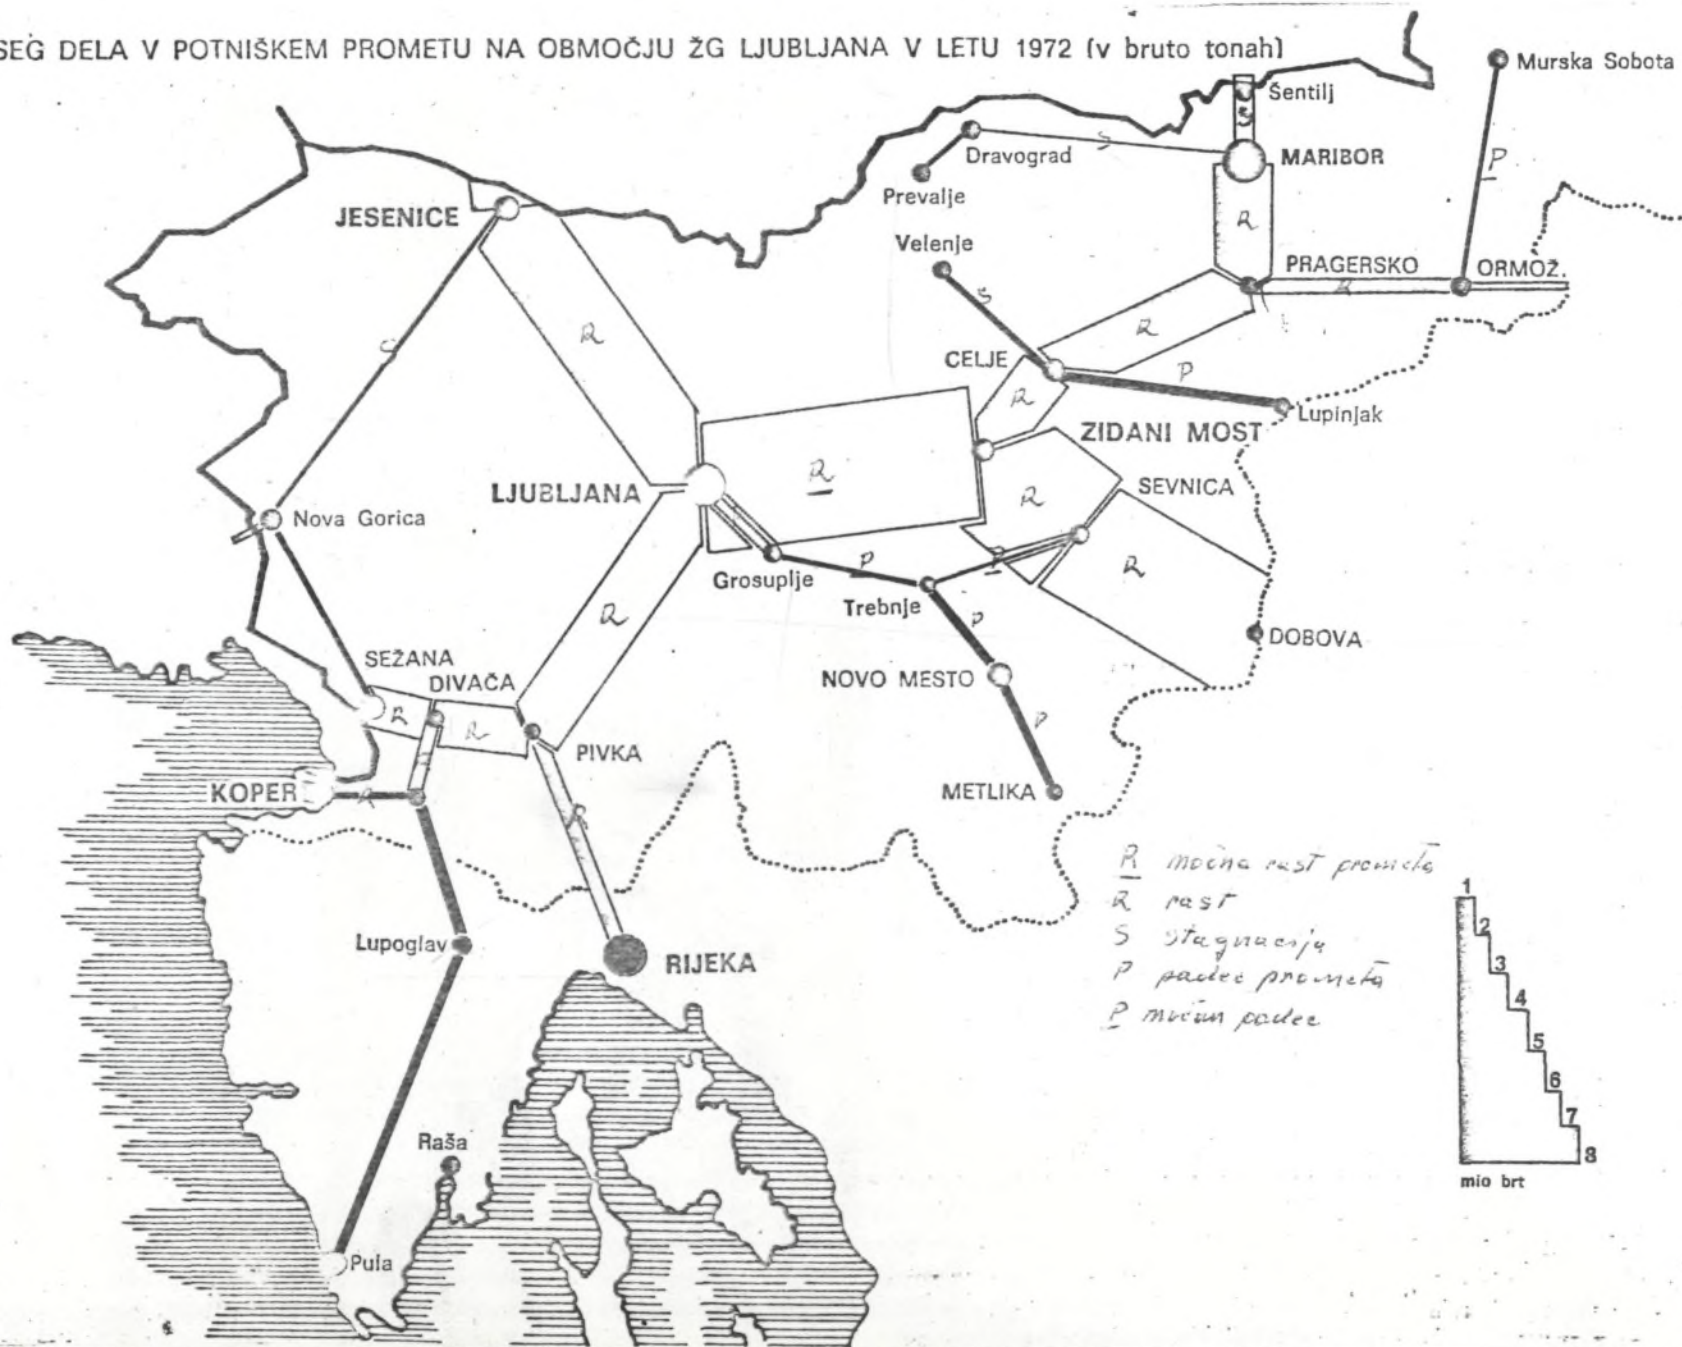 SEG DELA V POTNIŠKEM PROMETU NA OBMOČJU ŽG LJUBLJANA V LETU 1972 (v bruto tonah)
Murska Sobota
Šentilj
S
Dravograd
S
MARIBOR
P
Prevalje
JESENICE
R
Velenje
PRAGERSKO
ORMOŽ.
R
S
R
R
S
CELJE
P
R
Lupinjak
ZIDANI MOST
R
LJUBLJANA
R
SEVNICA
Nova Gorica
P
P
R
Grosuplje
Trebnje
R
P
DOBOVA
SEŽANA
DIVAČA
NOVO MESTO
R
R
P
PIVKA
KOPER
R
METLIKA
R
R močna rast prometa
R rast
S stagnacija
P padec prometa
P močan padec
Lupoglav
RIJEKA
1
2
3
4
5
6
7
8
mio brt
Raša
Pula